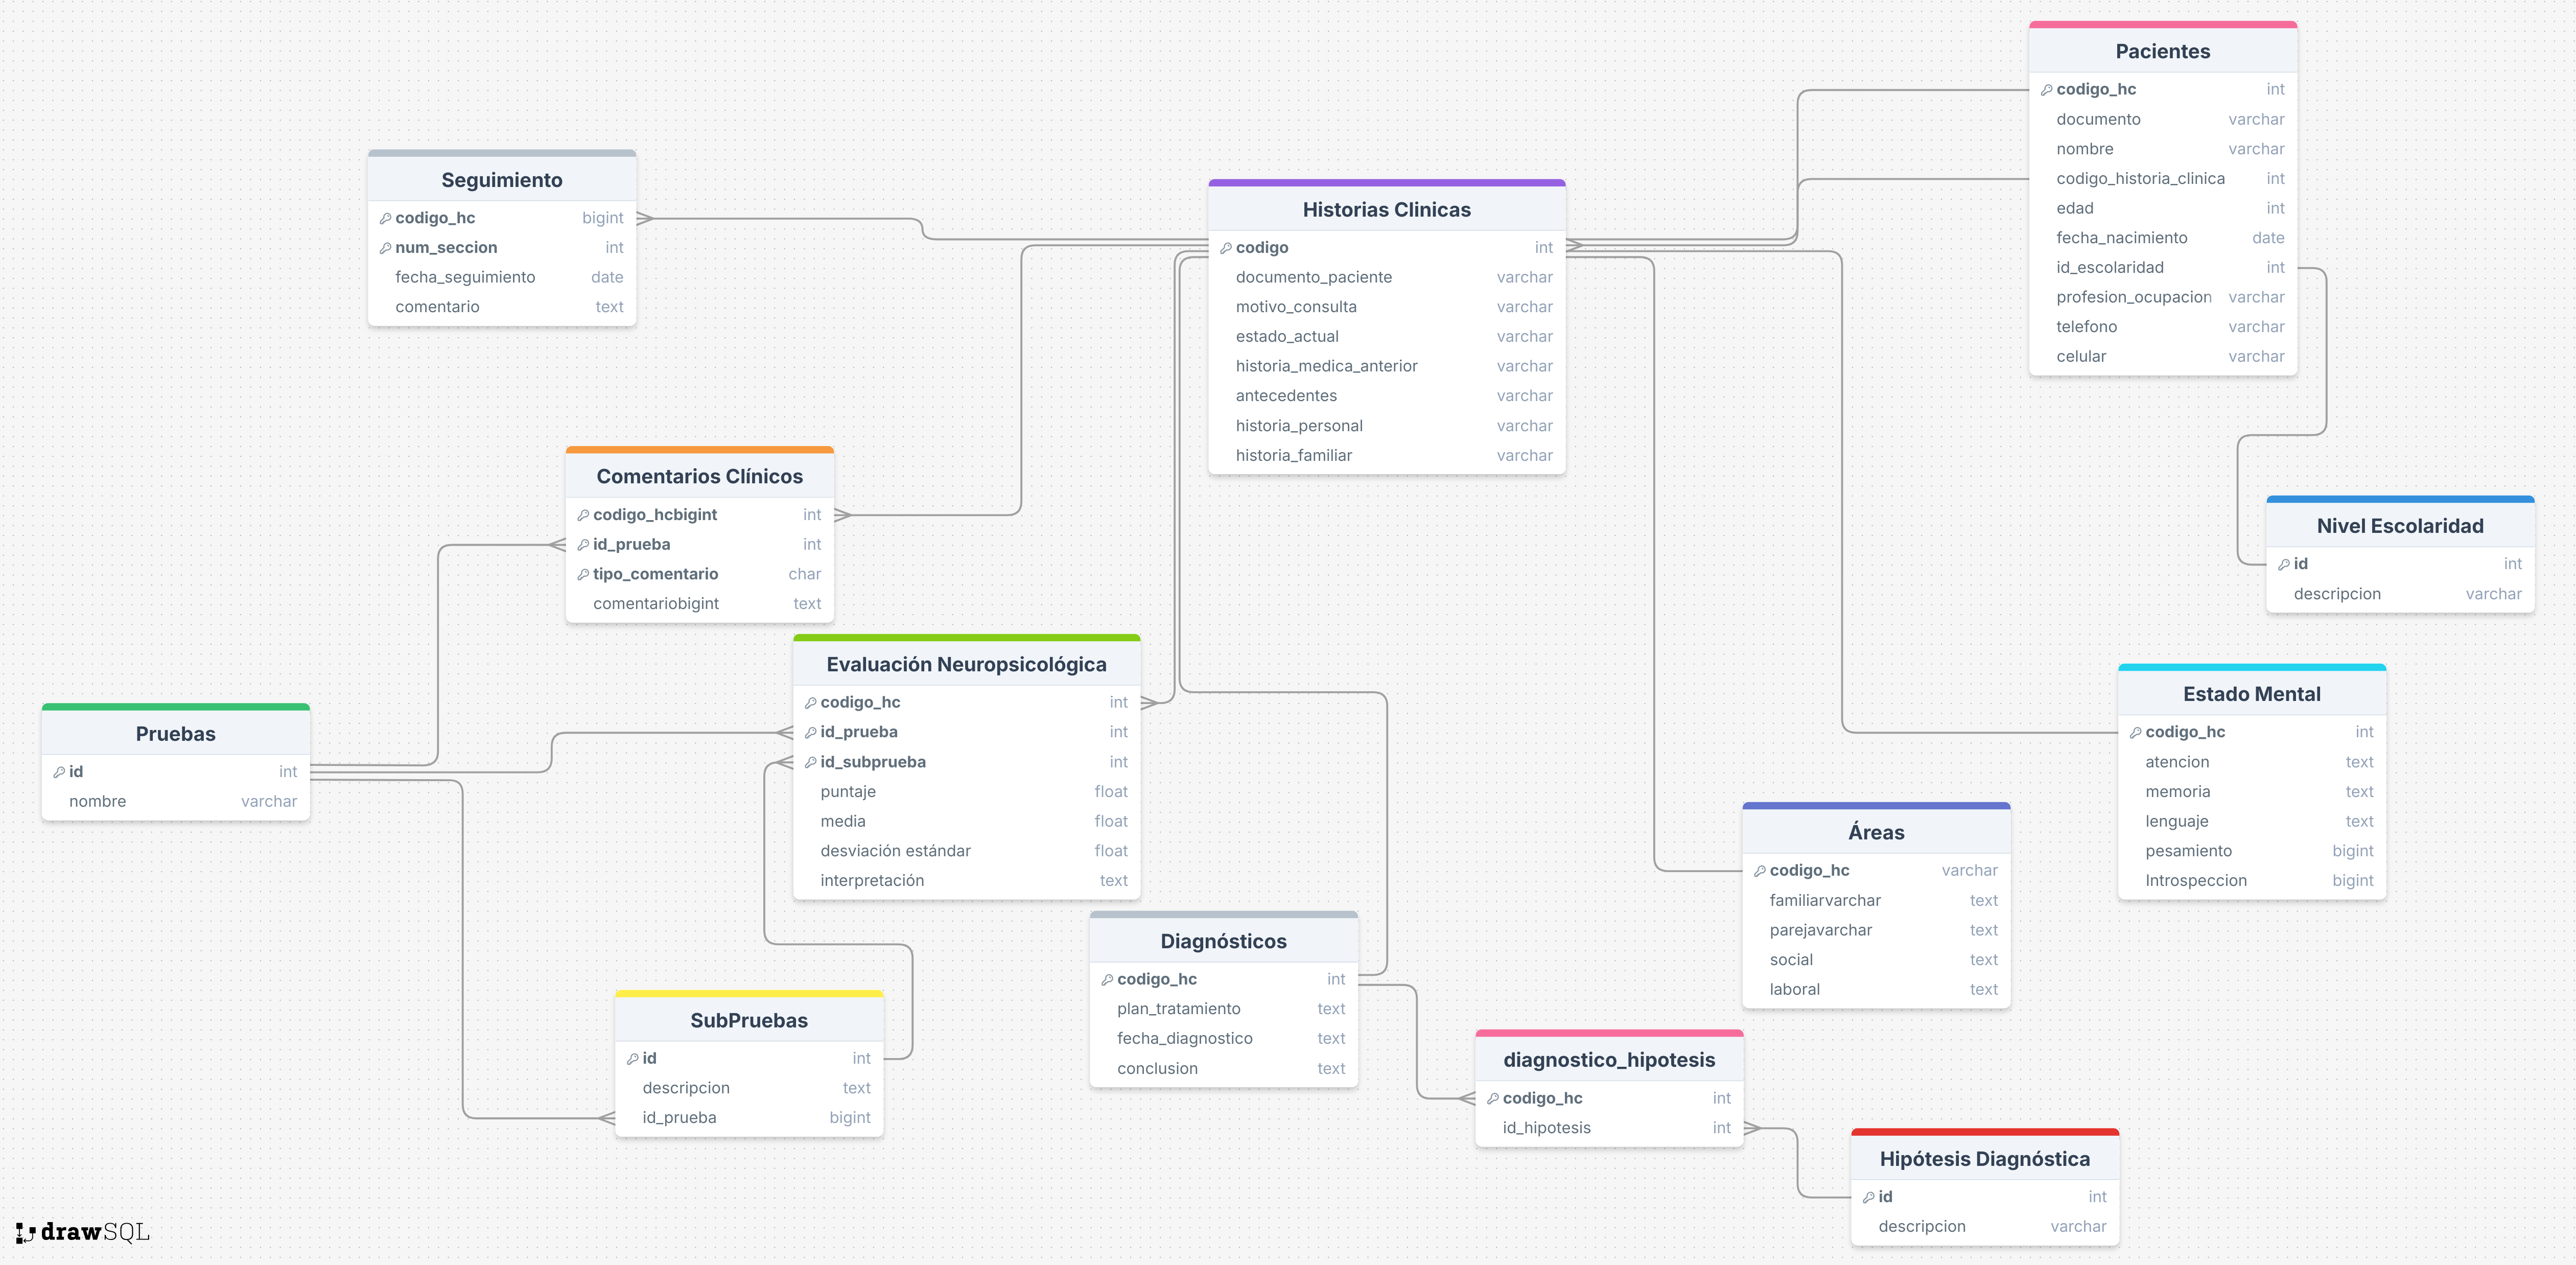 Pacientes
codigo_hc int
documento varchar
nombre varchar
codigo_historia_clinica int
edad int
fecha_nacimiento date
id_escolaridad int
profesion_ocupacion varchar
telefono varchar
celular varchar
Seguimiento
codigo_hc bigint
num_seccion int
fecha_seguimiento date
comentario text
Historias Clinicas
codigo int
documento_paciente varchar
motivo_consulta varchar
estado_actual varchar
historia_medica_anterior varchar
antecedentes varchar
historia_personal varchar
historia_familiar varchar
Comentarios Clínicos
codigo_hcbigint int
id_prueba int
tipo_comentario char
comentariobigint text
Nivel Escolaridad
id int
descripcion varchar
Evaluación Neuropsicológica
codigo_hc int
id_prueba int
id_subprueba int
puntaje float
media float
desviación estándar float
interpretación text
Estado Mental
codigo_hc int
atencion text
memoria text
lenguaje text
pesamiento bigint
Introspeccion bigint
Pruebas
id int
nombre varchar
Áreas
codigo_hc varchar
familiarvarchar text
parejavarchar text
social text
laboral text
Diagnósticos
codigo_hc int
plan_tratamiento text
fecha_diagnostico text
conclusion text
SubPruebas
id int
descripcion text
id_prueba bigint
diagnostico_hipotesis
codigo_hc int
id_hipotesis int
Hipótesis Diagnóstica
id int
descripcion varchar
drawSQL